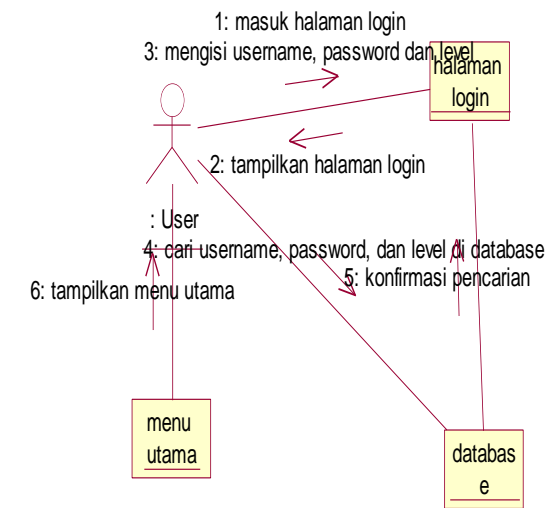 1: masuk halaman login
3: mengisi username, password dan level
halaman
login
2: tampilkan halaman login
: User
4: cari username, password, dan level di database
5: konfirmasi pencarian
6: tampilkan menu utama
menu
utama
databas
e